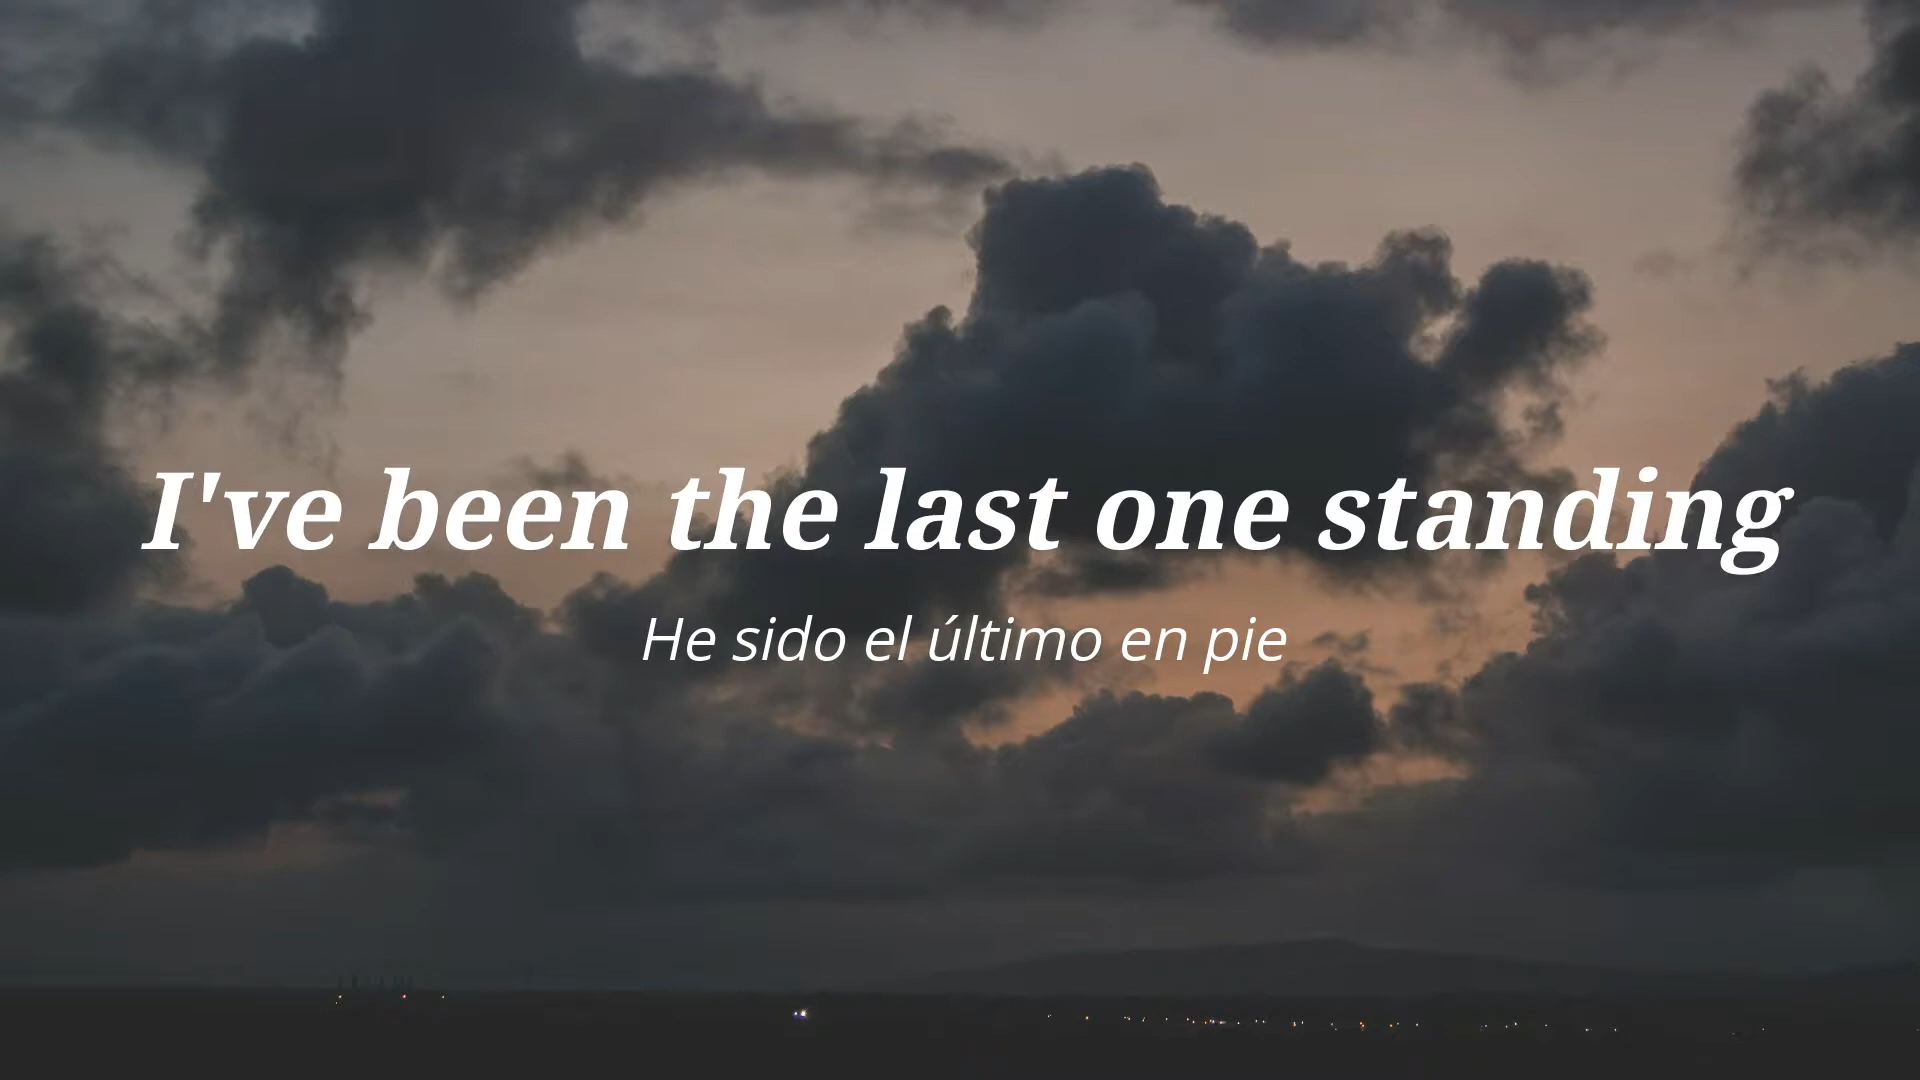 I've been the last one standing
He sido el último en pie